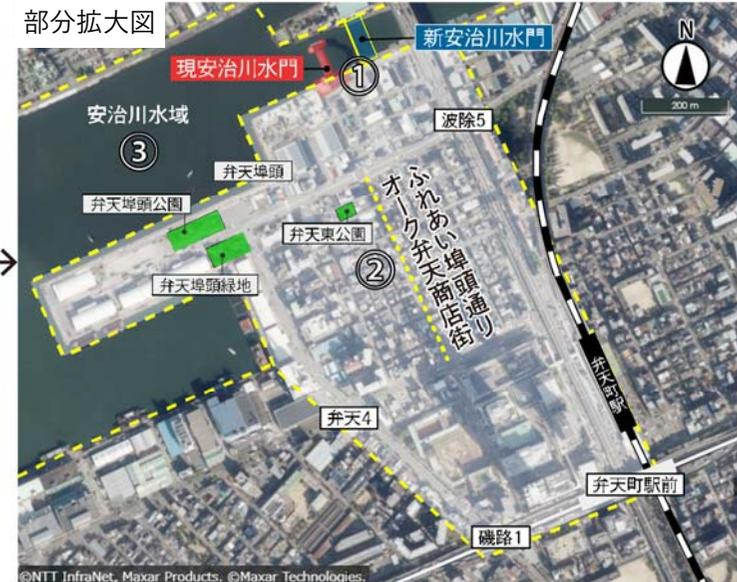 部分拡大図
新安治川水門
現安治川水門
①
N
200 m
安治川水域
③
波除5
弁天埠頭
弁天埠頭公園
弁天東公園
弁天埠頭緑地
②
ふれあい埠頭通り
オーク弁天商店街
弁天町駅
弁天4
弁天町駅前
磯路1
©NTT InfraNet, Maxar Products. ©Maxar Technologies.